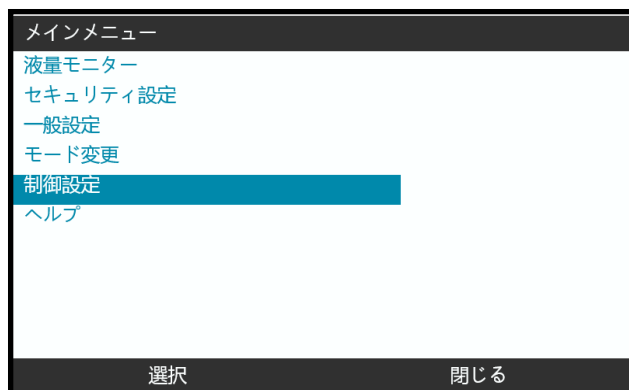 メインメニュー
液量モニター
セキュリティ設定
一般設定
モード変更
制御設定
ヘルプ
選択 閉じる